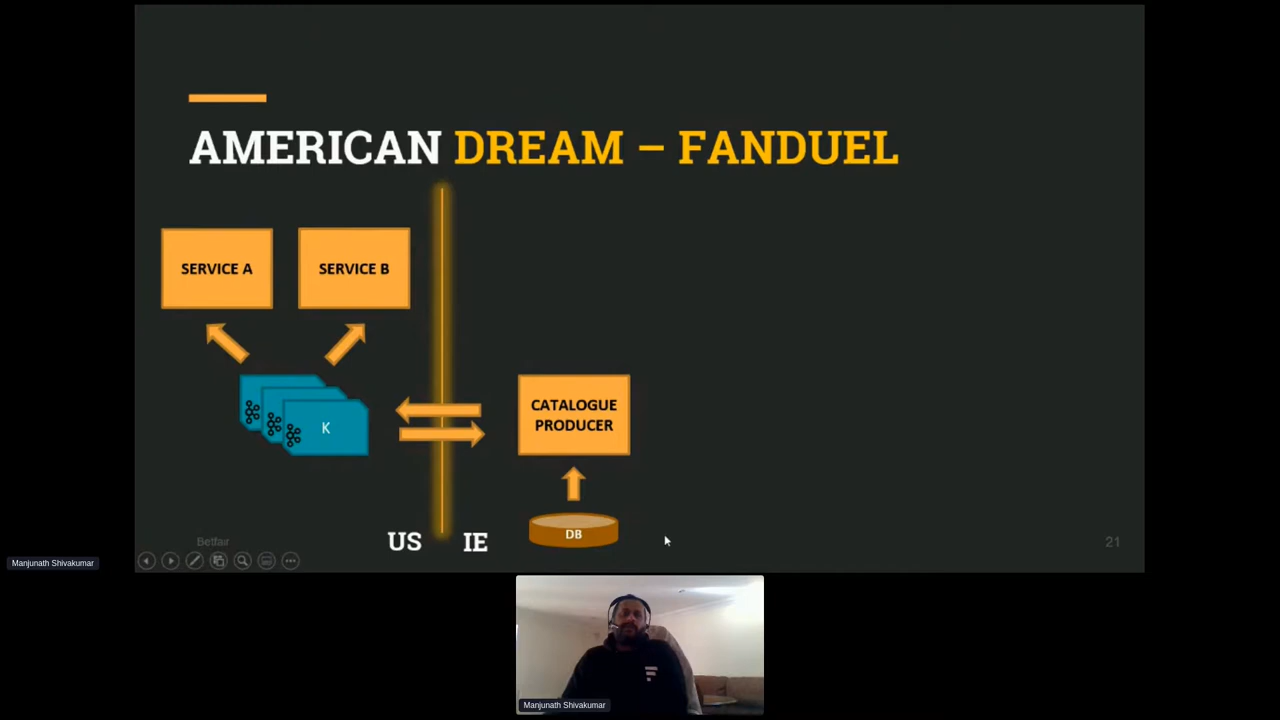 AMERICAN DREAM – FANDUEL
SERVICE A
SERVICE B
K
CATALOGUE
PRODUCER
DB
US
IE
Betfair
21
Manjunath Shivakumar
Manjunath Shivakumar